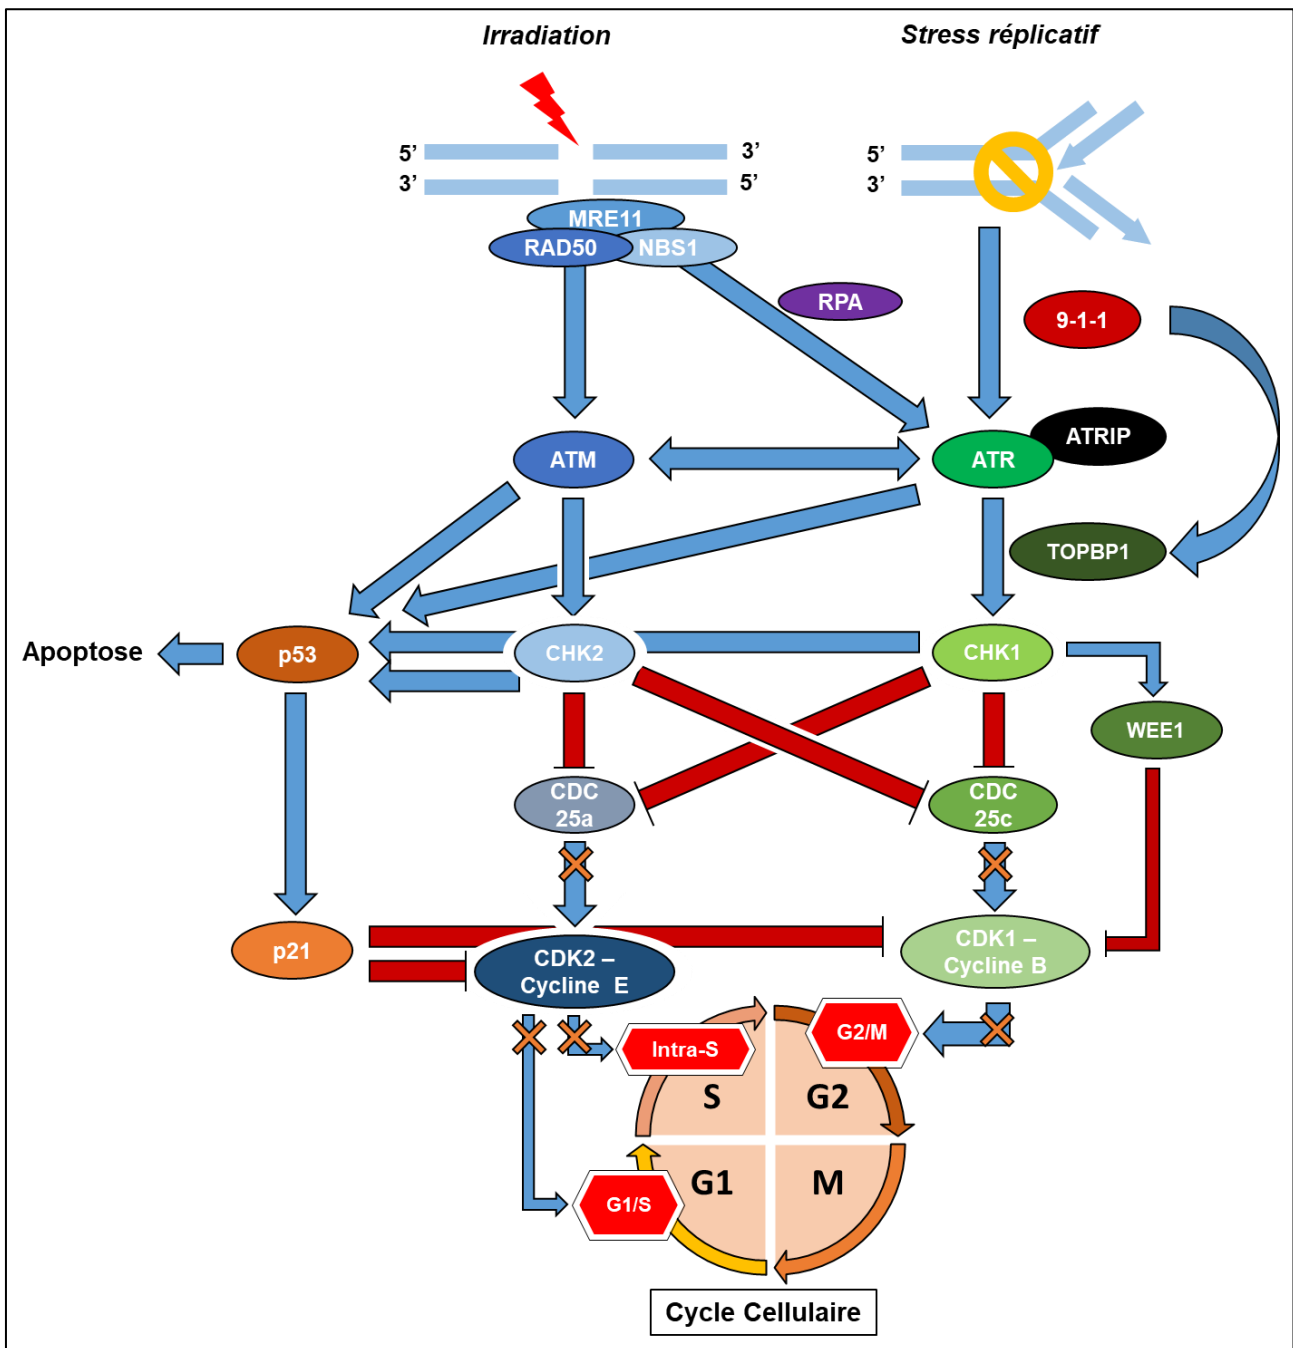 Irradiation
Stress réplicatif
5’
3’
3’
5’
5’
3’
MRE11
RAD50
NBS1
RPA
9-1-1
ATM
ATR
ATRIP
TOPBP1
Apoptose
p53
CHK2
CHK1
WEE1
CDC
25a
CDC
25c
p21
CDK2 –
Cycline E
CDK1 –
Cycline B
Intra-S
G2/M
S
G2
G1
M
G1/S
Cycle Cellulaire